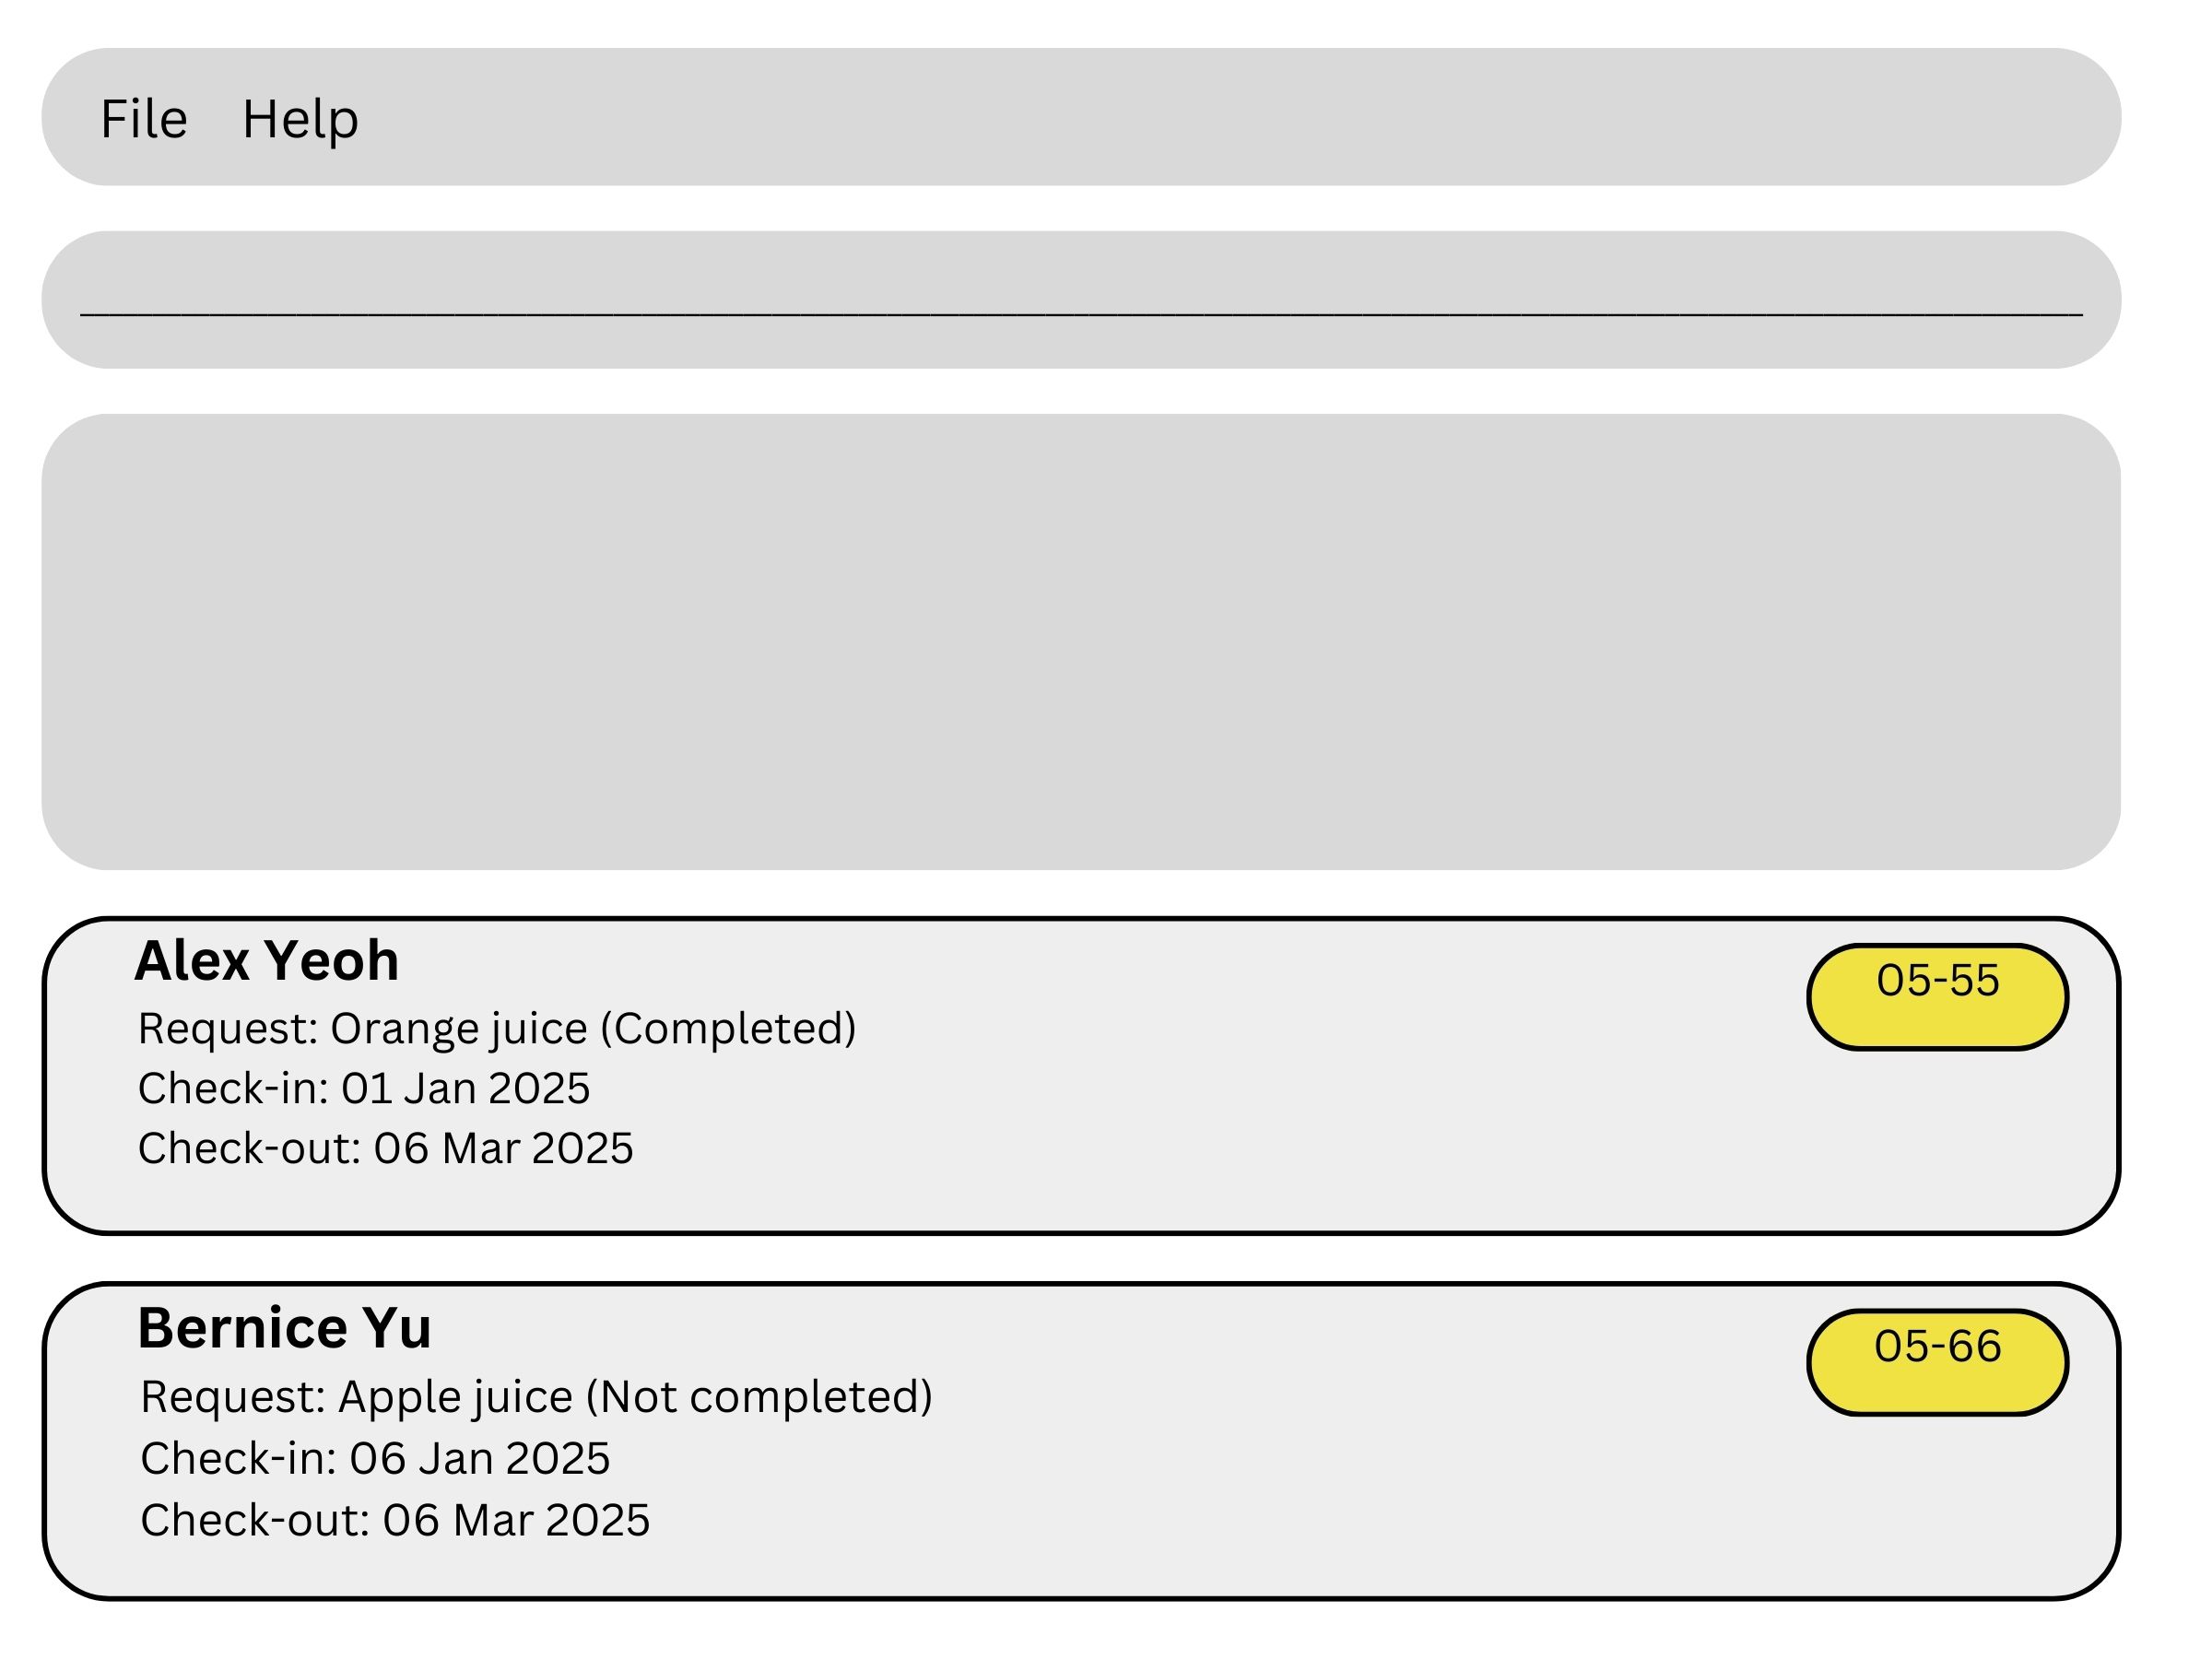 File Help
Alex Yeoh
05-55
Request: Orange juice (Completed)
Check-in: 01 Jan 2025
Check-out: 06 Mar 2025
Bernice Yu
05-66
Request: Apple juice (Not completed)
Check-in: 06 Jan 2025
Check-out: 06 Mar 2025